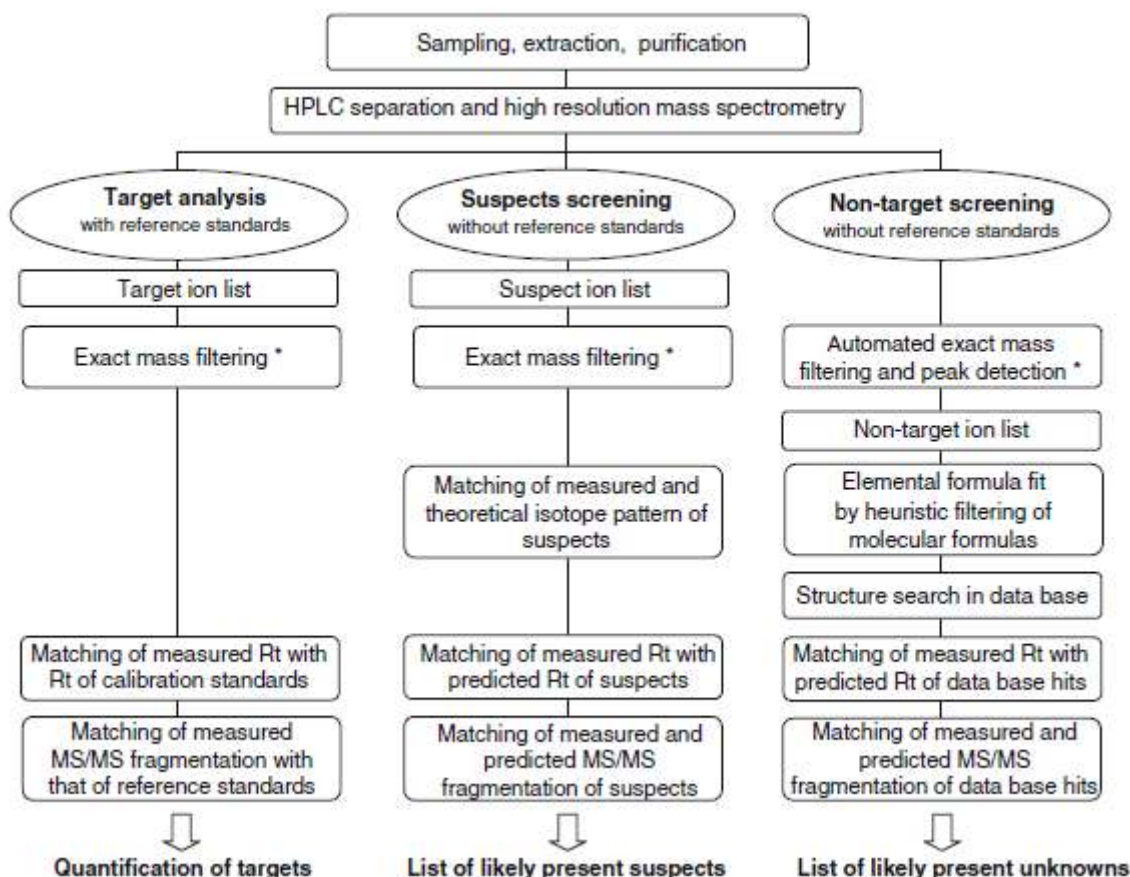 Sampling, extraction, purification
HPLC separation and high resolution mass spectrometry
Target analysis
with reference standards
Suspects screening
without reference standards
Non-target screening
without reference standards
Target ion list
Suspect ion list
Exact mass filtering *
Exact mass filtering *
Automated exact mass
filtering and peak detection *
Non-target ion list
Matching of measured and
theoretical isotope pattern of
suspects
Elemental formula fit
by heuristic filtering of
molecular formulas
Structure search in data base
Matching of measured Rt with
Rt of calibration standards
Matching of measured Rt with
predicted Rt of suspects
Matching of measured Rt with
predicted Rt of data base hits
Matching of measured
MS/MS fragmentation with
that of reference standards
Matching of measured and
predicted MS/MS
fragmentation of suspects
Matching of measured and
predicted MS/MS
fragmentation of data base hits
Quantification of targets
List of likely present suspects
List of likely present unknowns